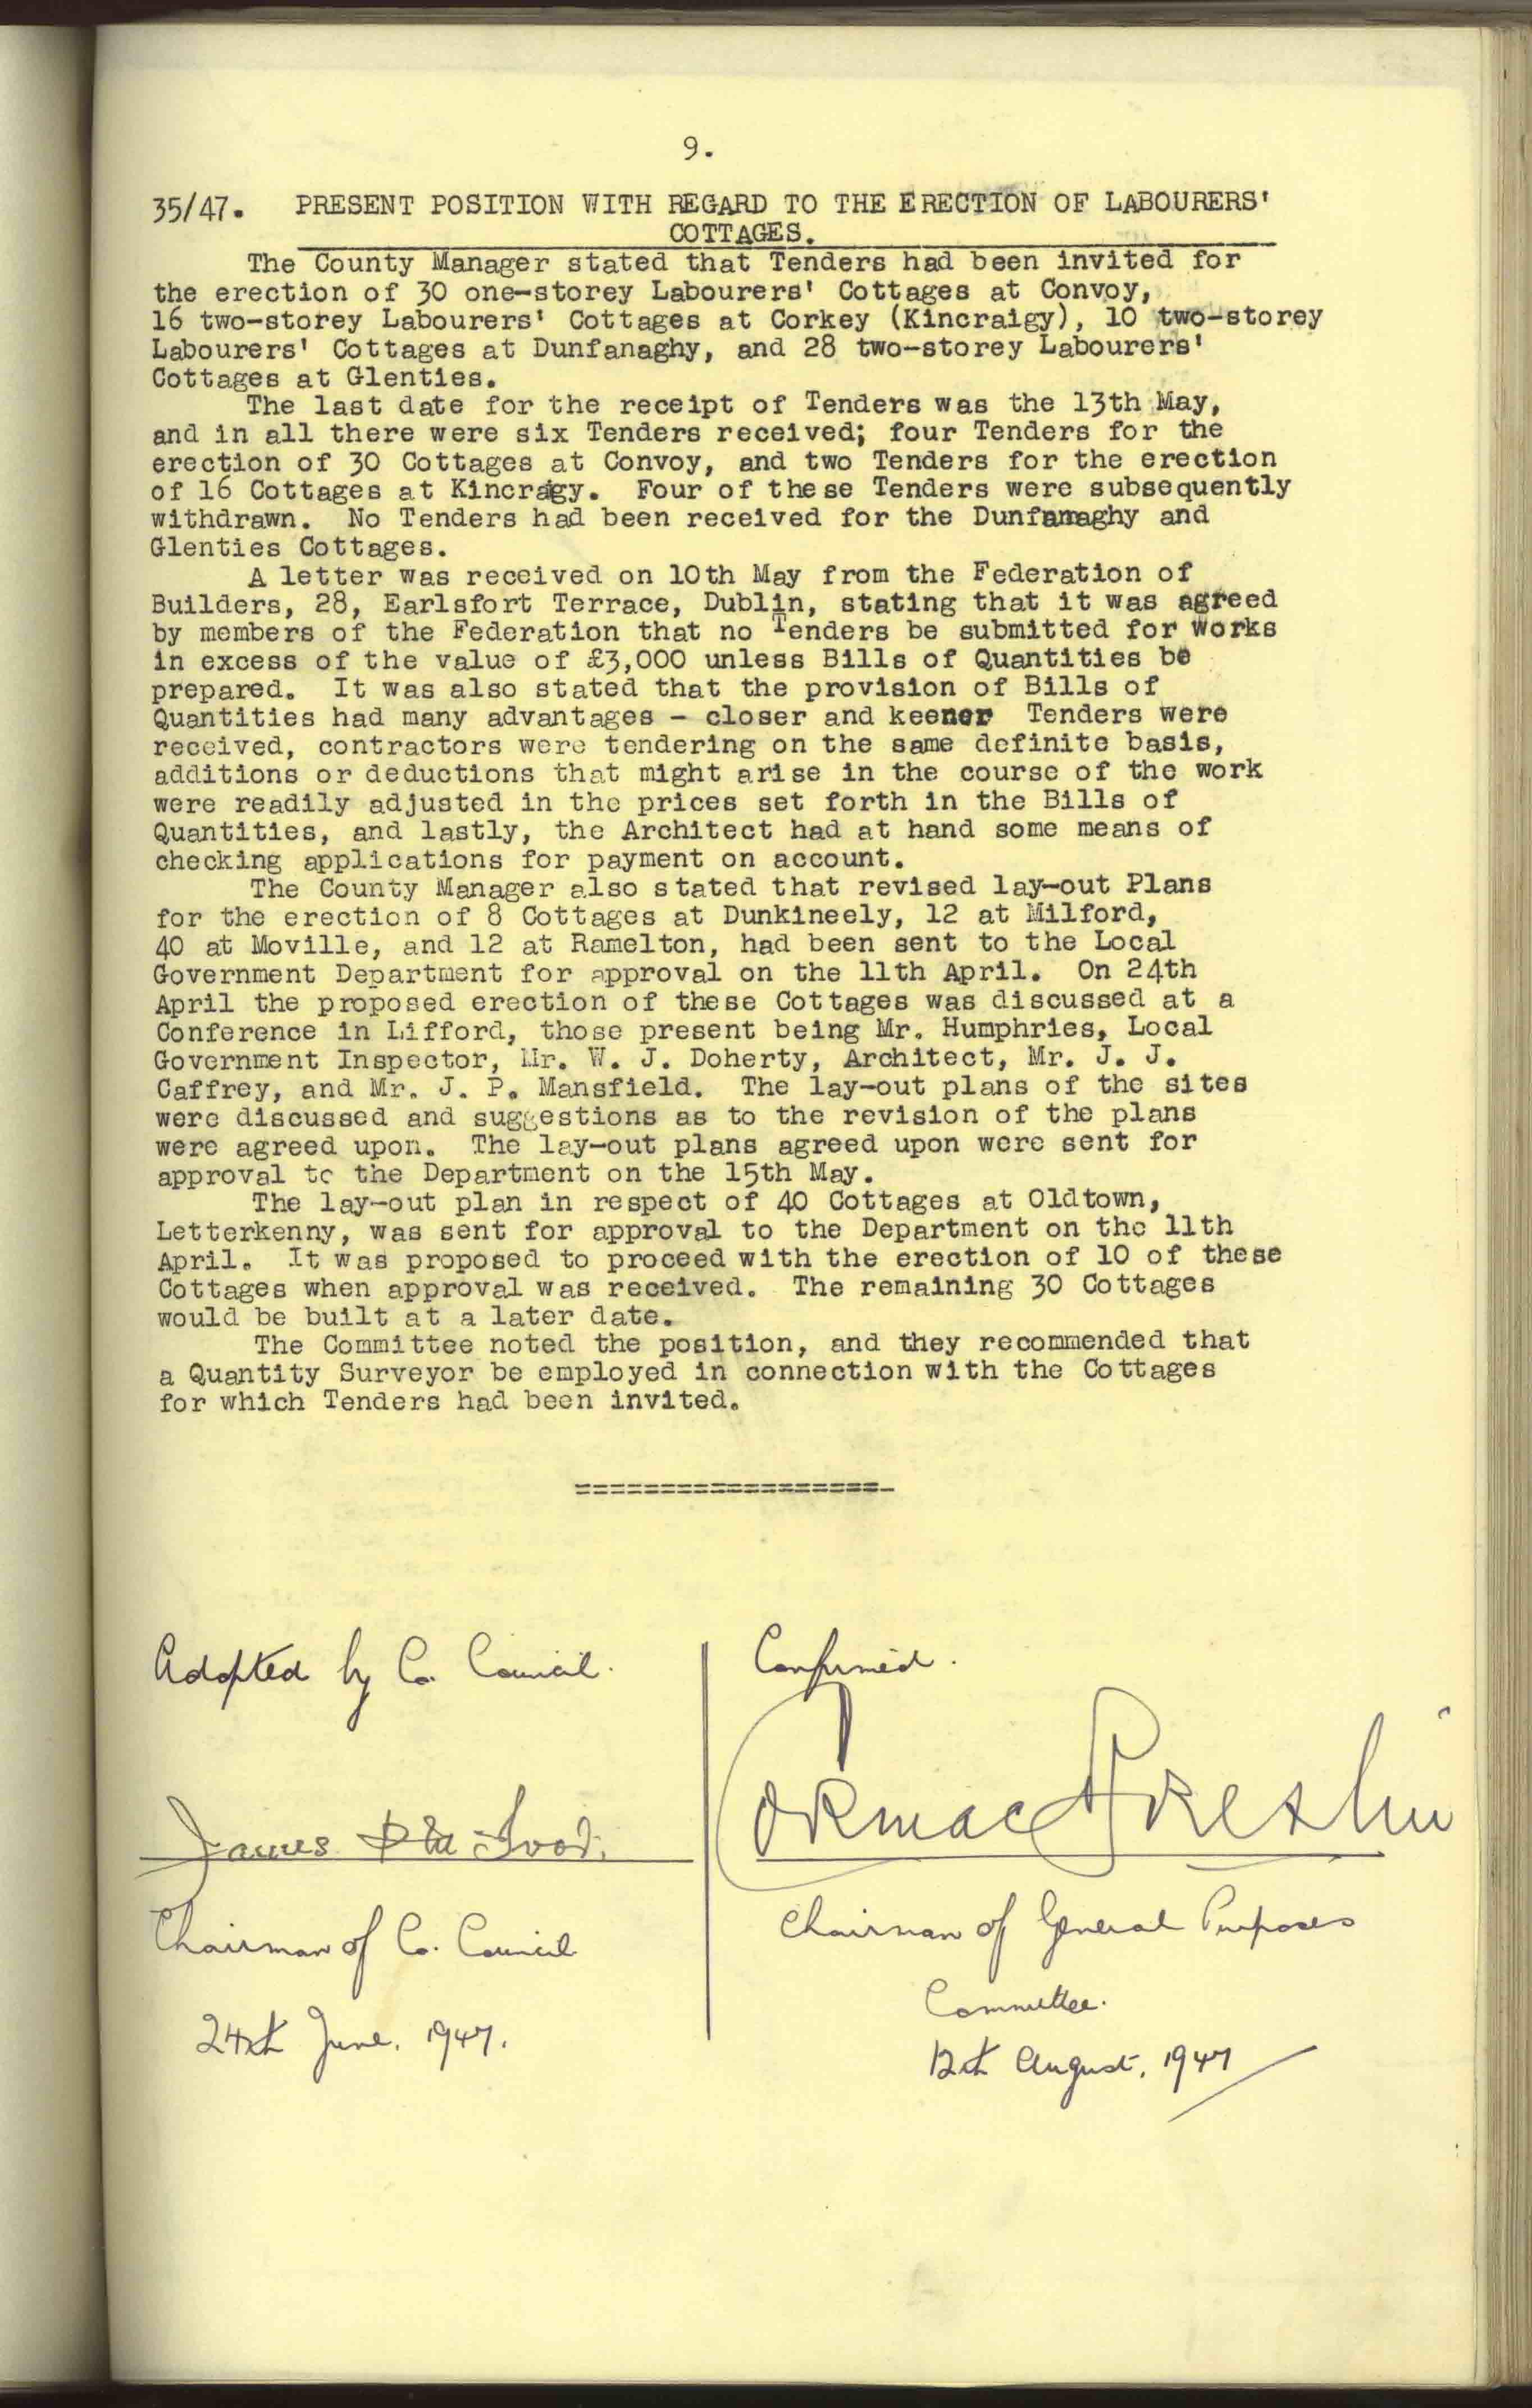 9.
35/47. PRESENT POSITION WITH REGARD TO THE ERECTION OF LABOURERS'
COTTAGES.
The County Manager stated that Tenders had been invited for
the erection of 30 one-storey Labourers' Cottages at Convoy,
16 two-storey Labourers' Cottages at Corkey (Kincraigy), 10 two-storey
Labourers' Cottages at Dunfanaghy, and 28 two-storey Labourers'
Cottages at Glenties.
The last date for the receipt of Tenders was the 13th May,
and in all there were six Tenders received; four Tenders for the
erection of 30 Cottages at Convoy, and two Tenders for the erection
of 16 Cottages at Kincragy. Four of these Tenders were subsequently
withdrawn. No Tenders had been received for the Dunfanaghy and
Glenties Cottages.
A letter was received on 10th May from the Federation of
Builders, 28, Earlsfort Terrace, Dublin, stating that it was agreed
by members of the Federation that no Tenders be submitted for works
in excess of the value of £3,000 unless Bills of Quantities be
prepared. It was also stated that the provision of Bills of
Quantities had many advantages - closer and keener Tenders were
received, contractors were tendering on the same definite basis,
additions or deductions that might arise in the course of the work
were readily adjusted in the prices set forth in the Bills of
Quantities, and lastly, the Architect had at hand some means of
checking applications for payment on account.
The County Manager also stated that revised lay-out Plans
for the erection of 8 Cottages at Dunkineely, 12 at Milford,
40 at Moville, and 12 at Ramelton, had been sent to the Local
Government Department for approval on the 11th April. On 24th
April the proposed erection of these Cottages was discussed at a
Conference in Lifford, those present being Mr. Humphries, Local
Government Inspector, Mr. W. J. Doherty, Architect, Mr. J. J.
Caffrey, and Mr. J. P. Mansfield. The lay-out plans of the sites
were discussed and suggestions as to the revision of the plans
were agreed upon. The lay-out plans agreed upon were sent for
approval to the Department on the 15th May.
The lay-out plan in respect of 40 Cottages at Oldtown,
Letterkenny, was sent for approval to the Department on the 11th
April. It was proposed to proceed with the erection of 10 of these
Cottages when approval was received. The remaining 30 Cottages
would be built at a later date.
The Committee noted the position, and they recommended that
a Quantity Surveyor be employed in connection with the Cottages
for which Tenders had been invited.
Adopted by Co. Council.
Confirmed.
James
Cormac Breslin
Chairman of Co. Council
Chairman of General Purposes
Committee.
24th June. 1947.
12th August, 1947